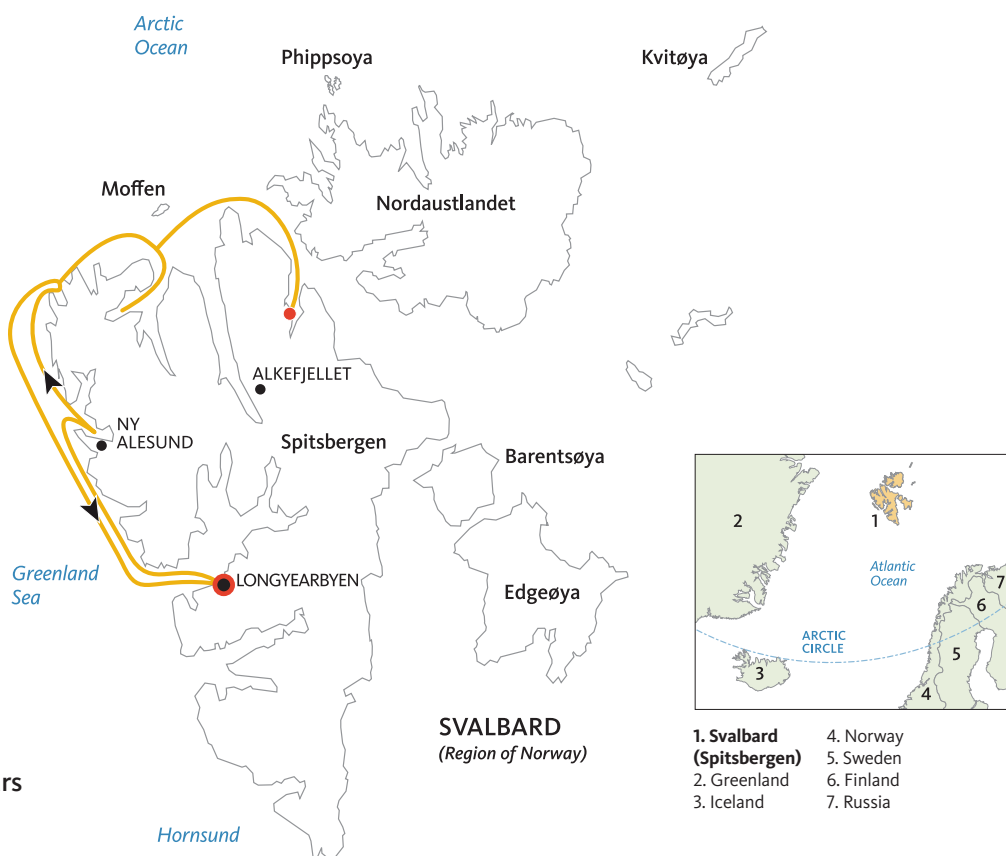 Arctic
Ocean
Phippsoya
Kvitøya
Moffen
Nordaustlandet
ALKEFJELLET
NY
ALESUND
Spitsbergen
Barentsøya
Greenland
Sea
LONGYEARBYEN
Edgeøya
SVALBARD
(Region of Norway)
rs
Hornsund
1
2
Atlantic
Ocean
7
6
ARCTIC
CIRCLE
5
3
4
1. Svalbard
(Spitsbergen)
2. Greenland
3. Iceland
4. Norway
5. Sweden
6. Finland
7. Russia